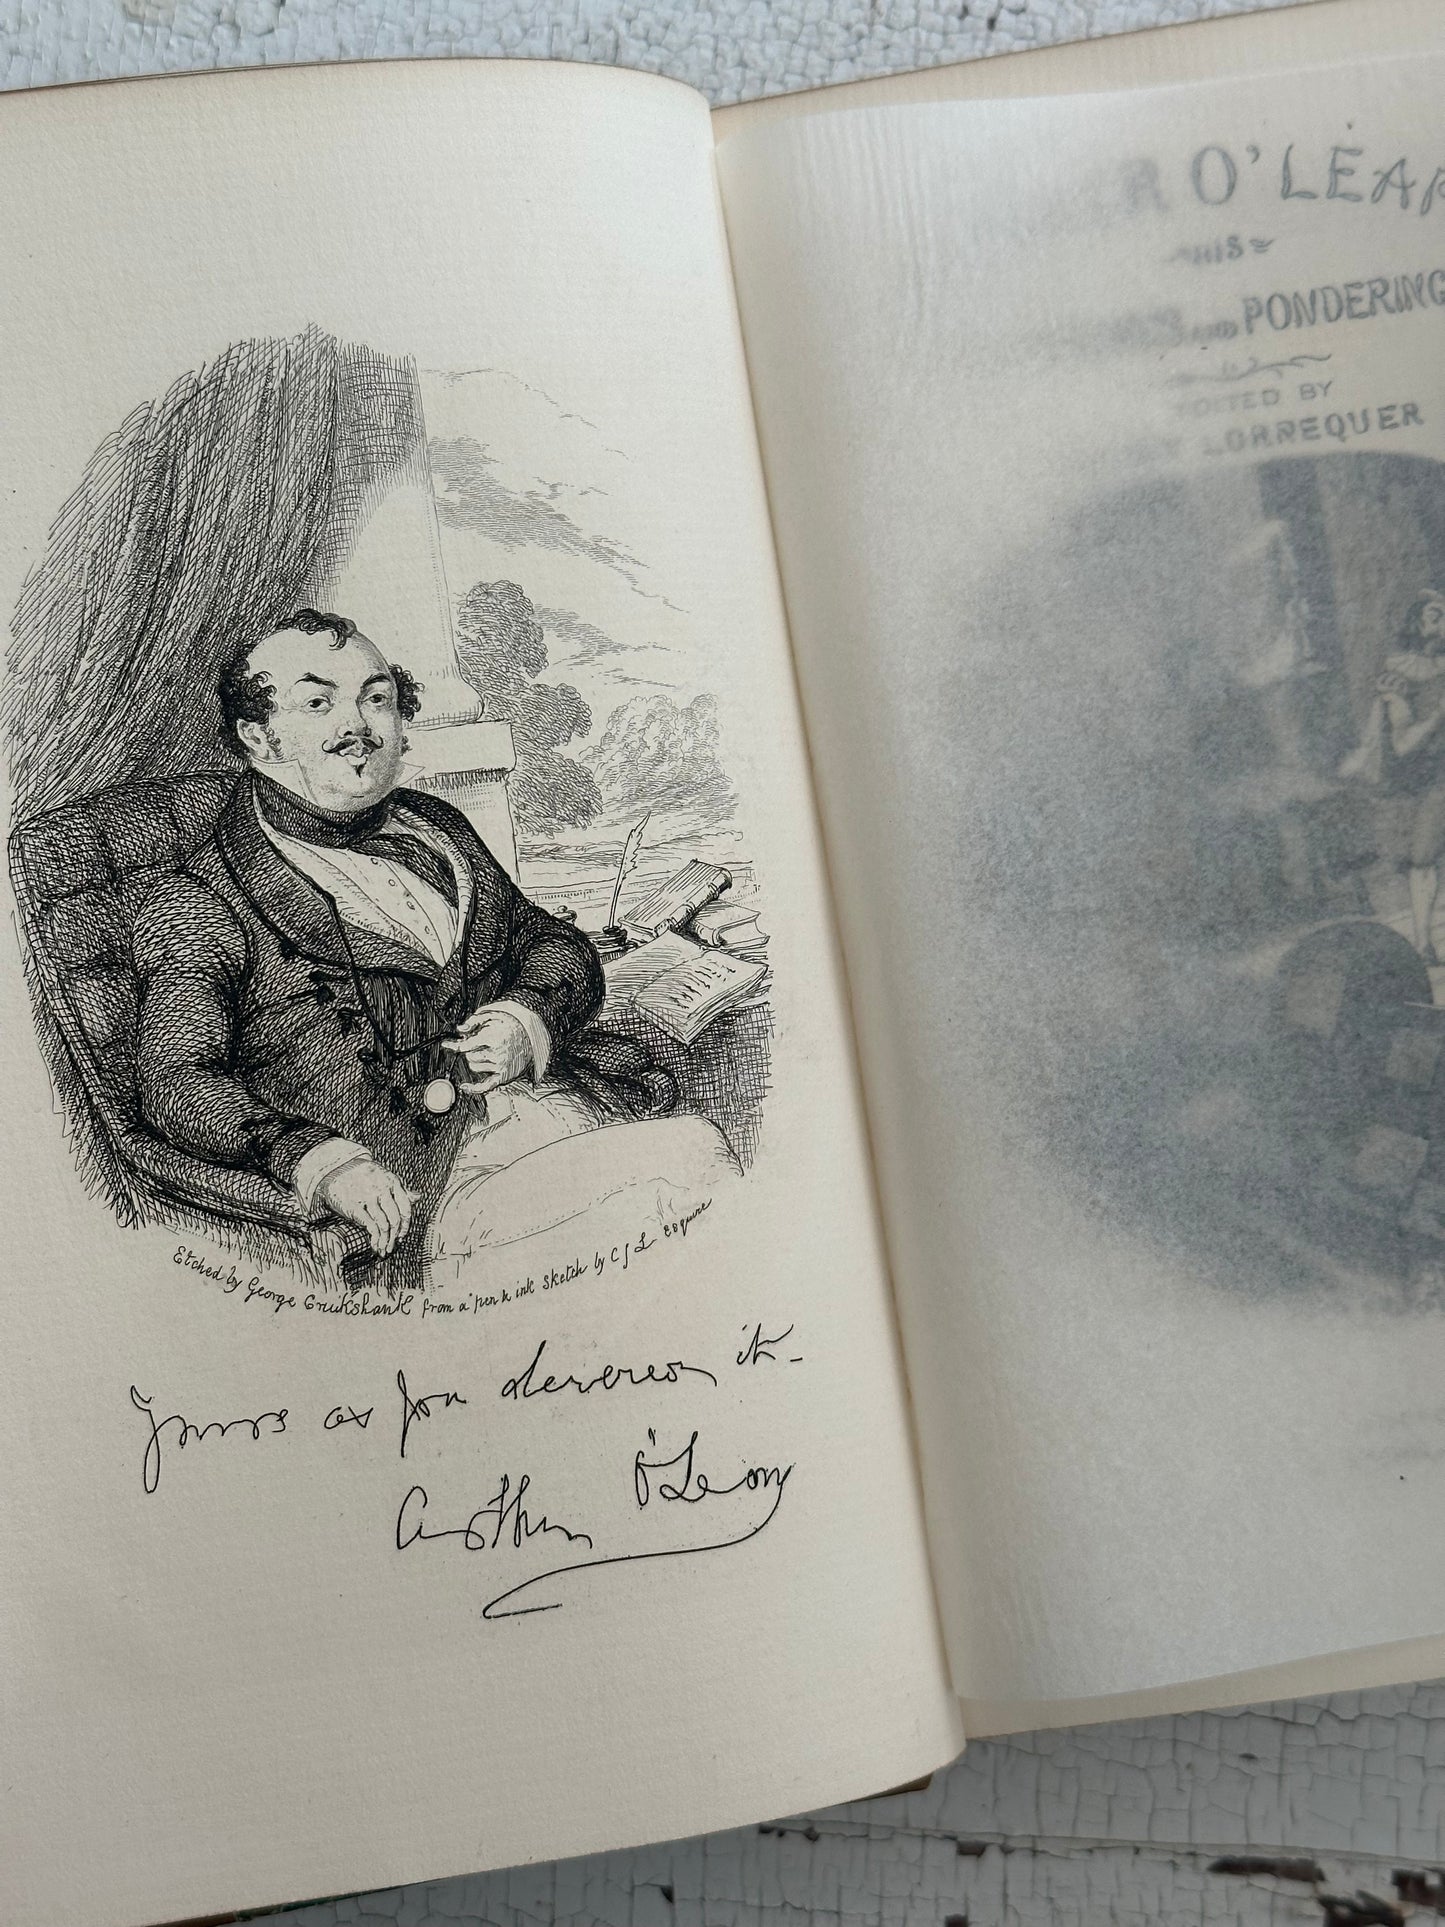 Etched by George Cruikshank from a pen & ink sketch by C J L Esquire
Yours as you deserve it -
Arthur O'Leary
R O'LEAR
HIS
AND PONDERING
EDITED BY
Y LORREQUER